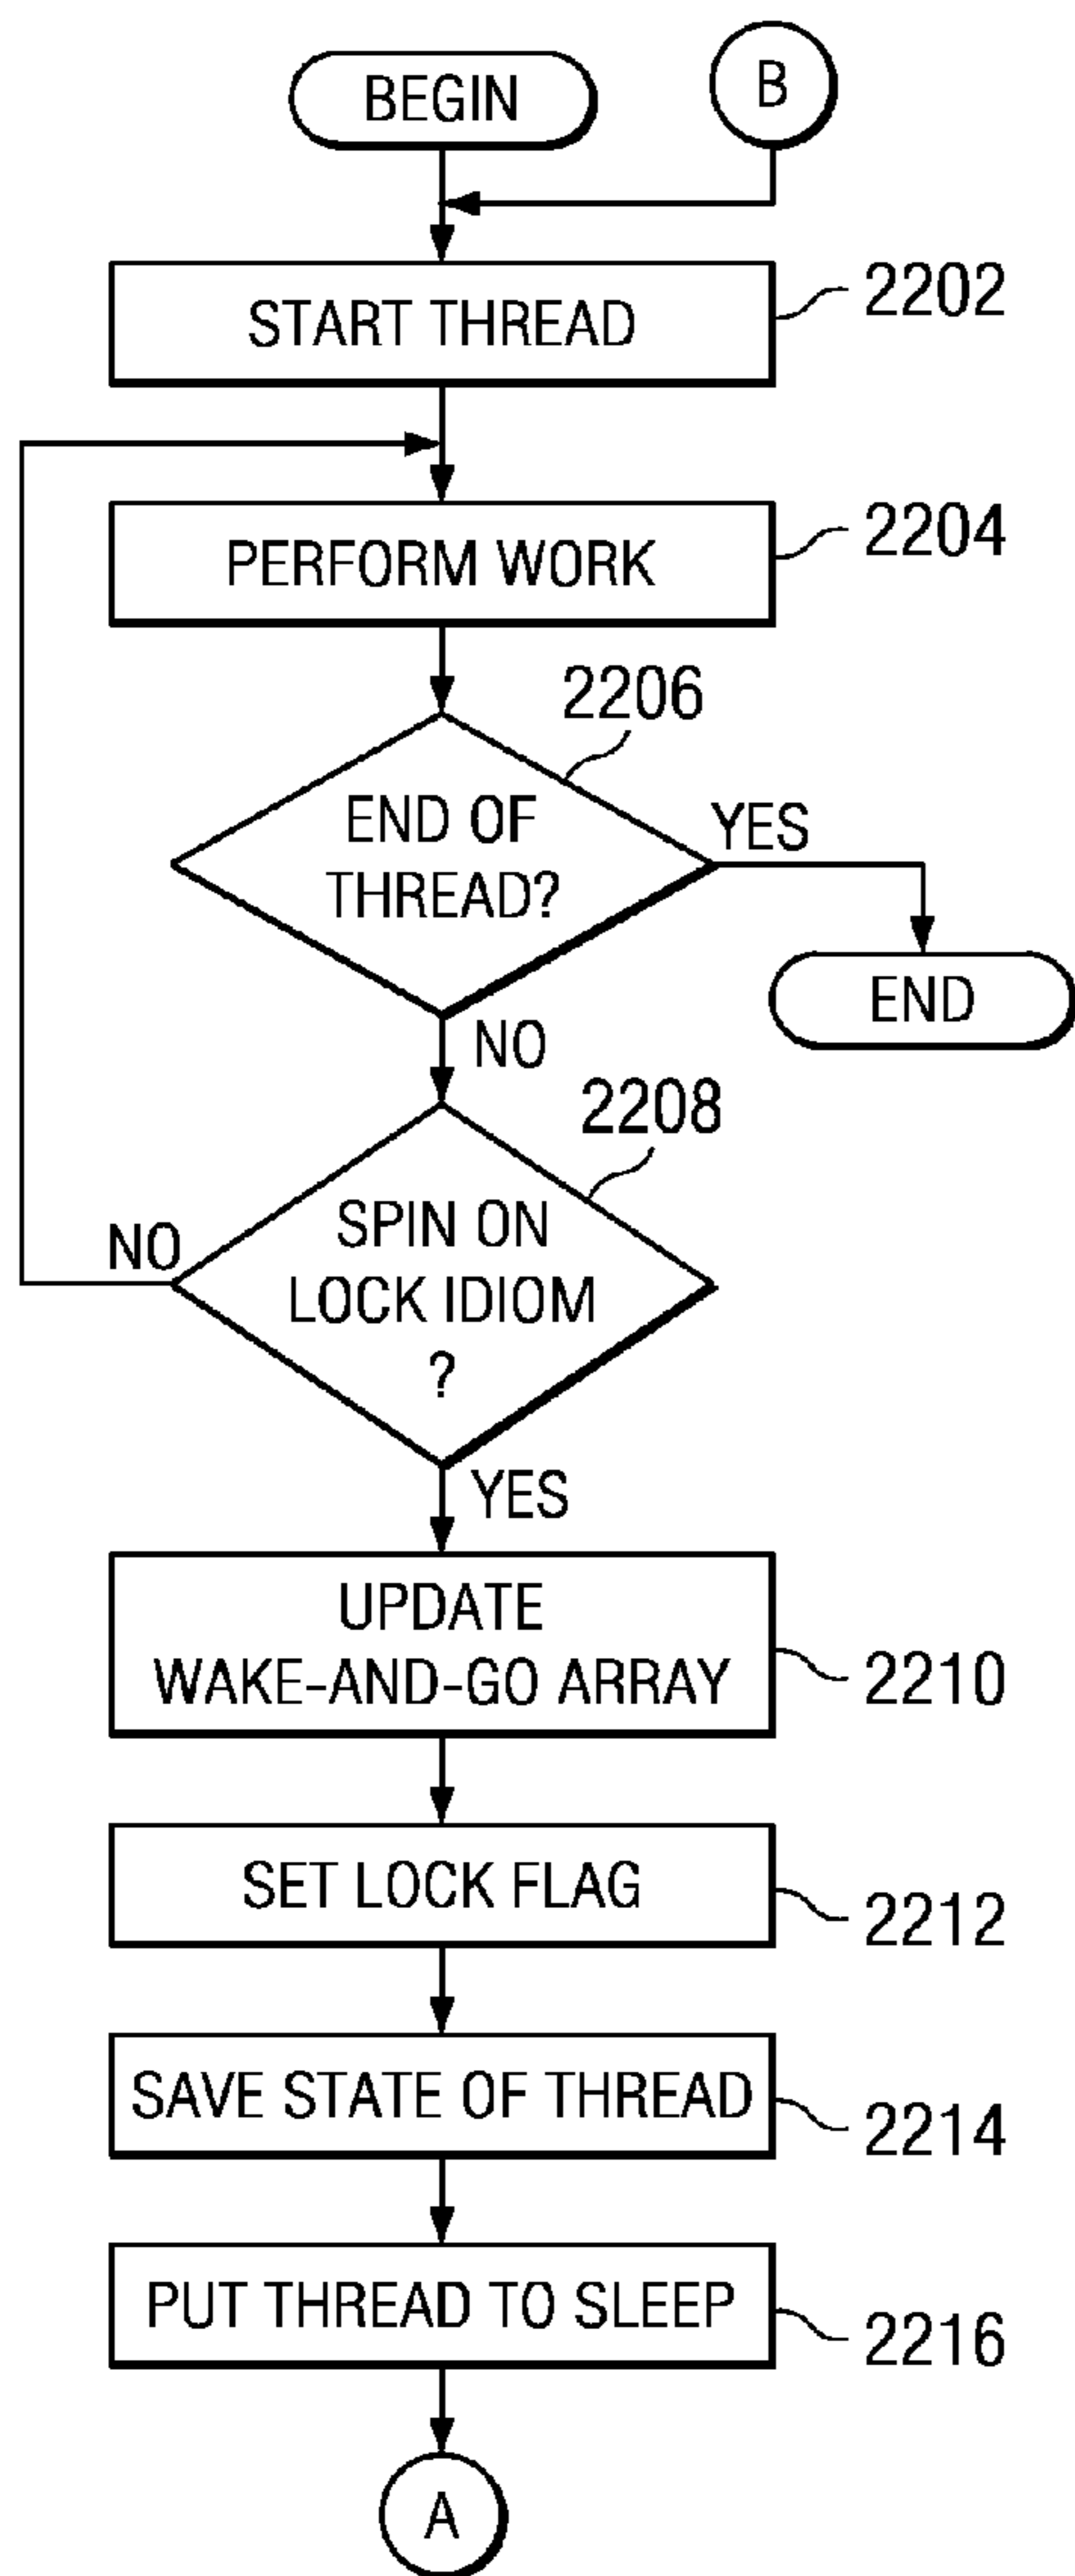 BEGIN
B
START THREAD
2202
PERFORM WORK
2204
2206
END OF
THREAD?
YES
END
NO
2208
SPIN ON
LOCK IDIOM
?
NO
YES
UPDATE
WAKE-AND-GO ARRAY
2210
SET LOCK FLAG
2212
SAVE STATE OF THREAD
2214
PUT THREAD TO SLEEP
2216
A